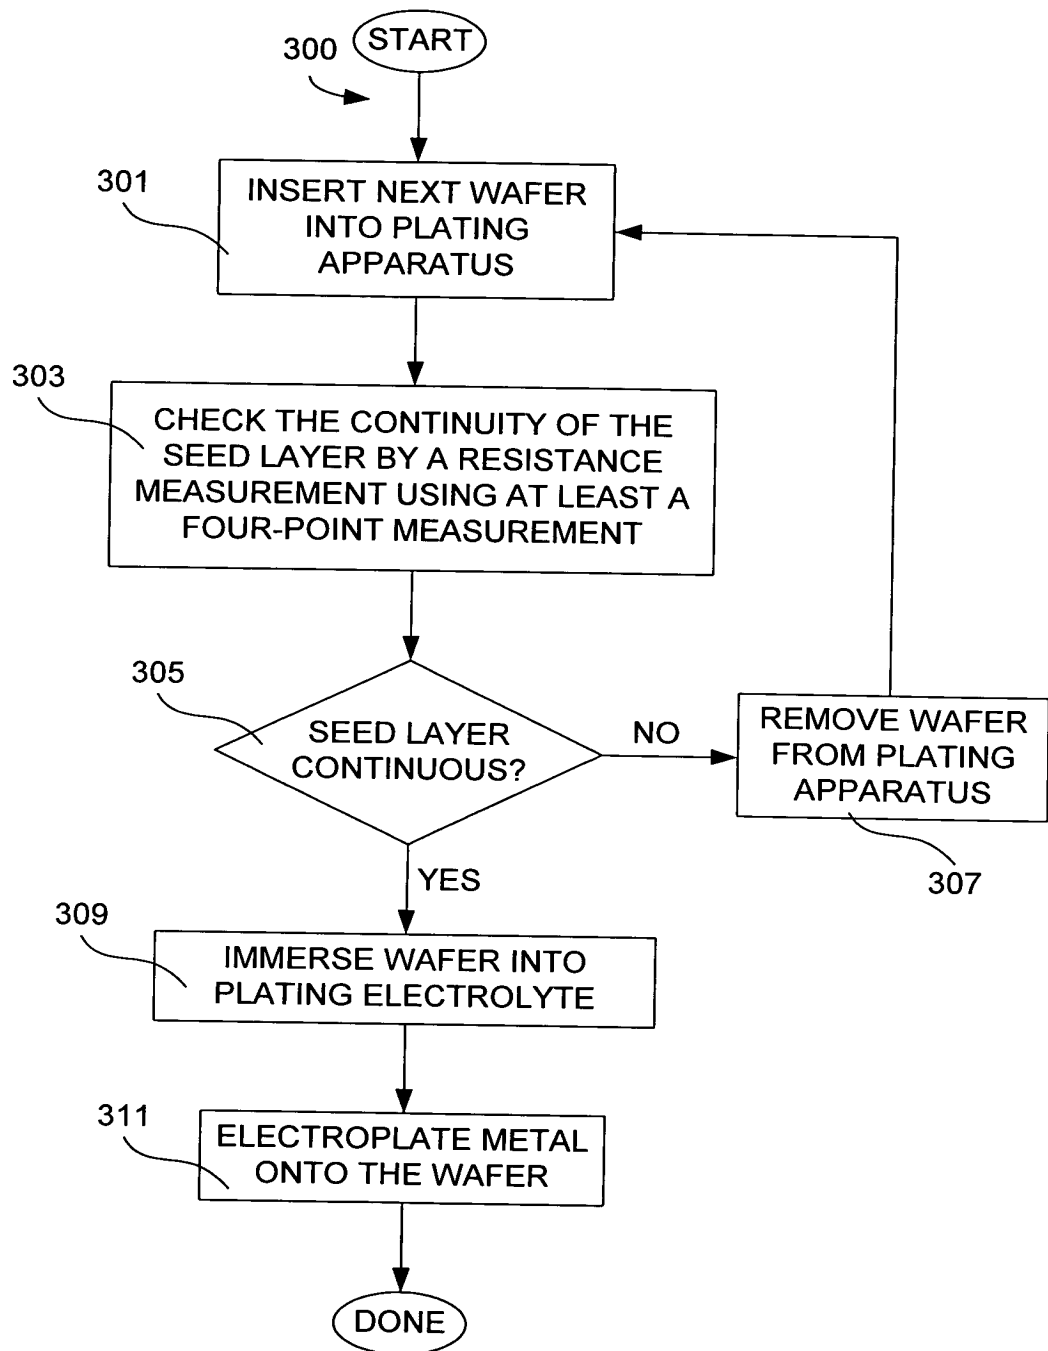 START
300
301
INSERT NEXT WAFER
INTO PLATING
APPARATUS
303
CHECK THE CONTINUITY OF THE
SEED LAYER BY A RESISTANCE
MEASUREMENT USING AT LEAST A
FOUR-POINT MEASUREMENT
305
SEED LAYER
CONTINUOUS?
NO
REMOVE WAFER
FROM PLATING
APPARATUS
307
YES
309
IMMERSE WAFER INTO
PLATING ELECTROLYTE
311
ELECTROPLATE METAL
ONTO THE WAFER
DONE